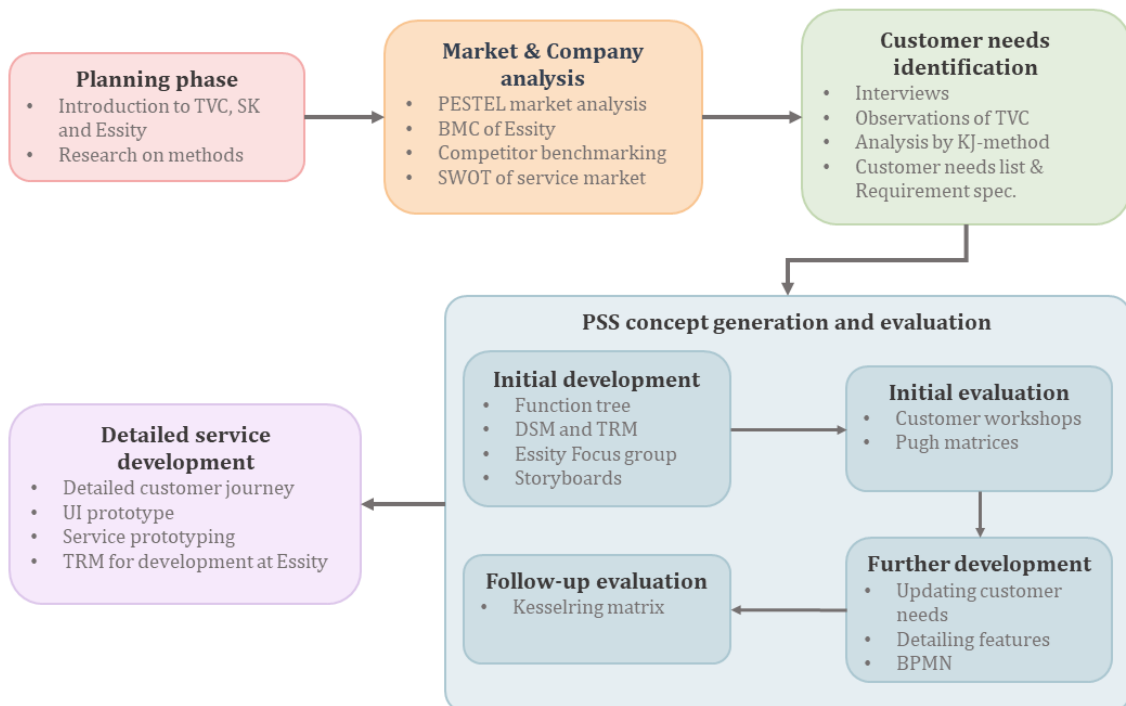 Planning phase
• Introduction to TVC, SK
and Essity
• Research on methods
Market & Company
analysis
• PESTEL market analysis
• BMC of Essity
• Competitor benchmarking
• SWOT of service market
Customer needs
identification
• Interviews
• Observations of TVC
• Analysis by KJ-method
• Customer needs list &
Requirement spec.
PSS concept generation and evaluation
Initial development
• Function tree
• DSM and TRM
• Essity Focus group
• Storyboards
Initial evaluation
• Customer workshops
• Pugh matrices
Further development
• Updating customer
needs
• Detailing features
• BPMN
Follow-up evaluation
• Kesselring matrix
Detailed service
development
• Detailed customer journey
• UI prototype
• Service prototyping
• TRM for development at Essity